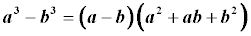 a³ − b³ = (a − b)(a² + ab + b²)